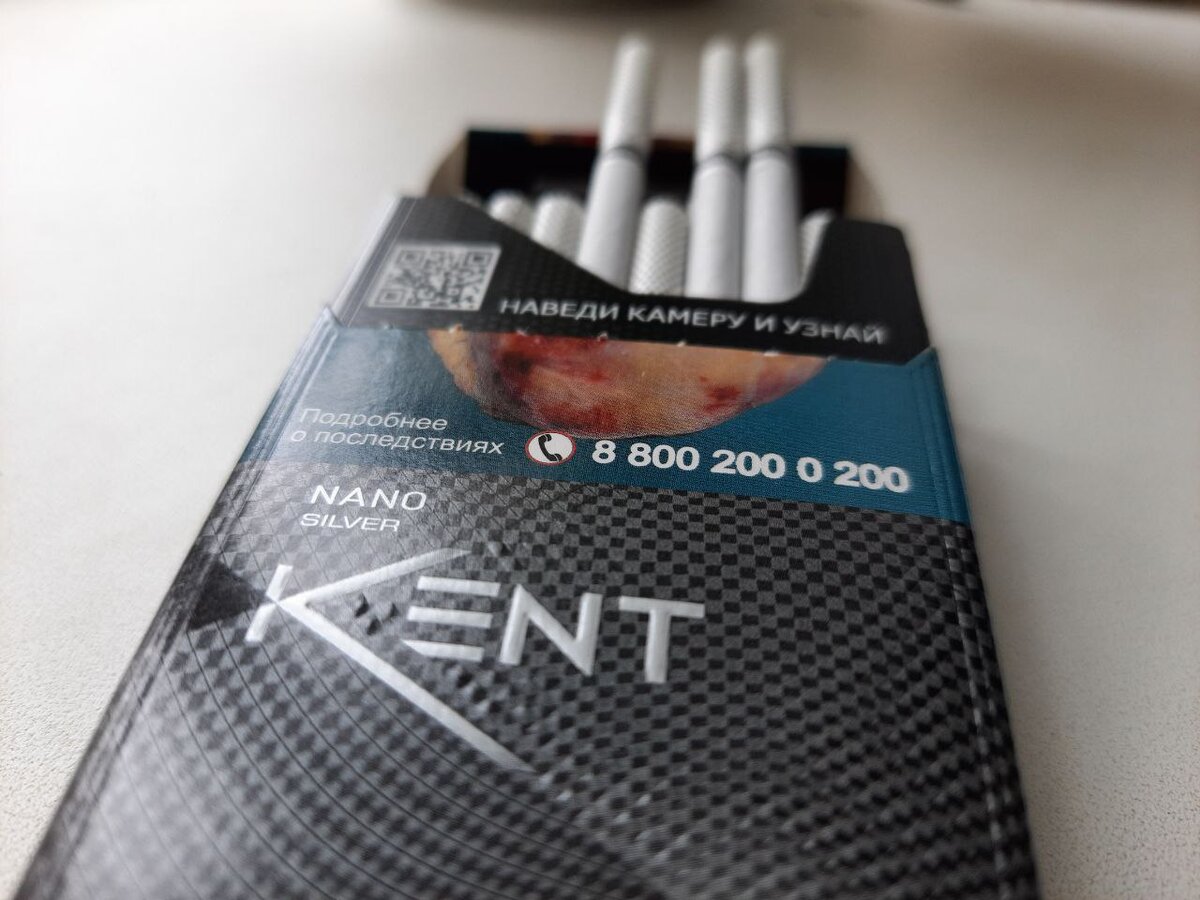 НАВЕДИ КАМЕРУ И УЗНАЙ
Подробнее
о последствиях
8 800 200 0 200
NANO
SILVER
KENT